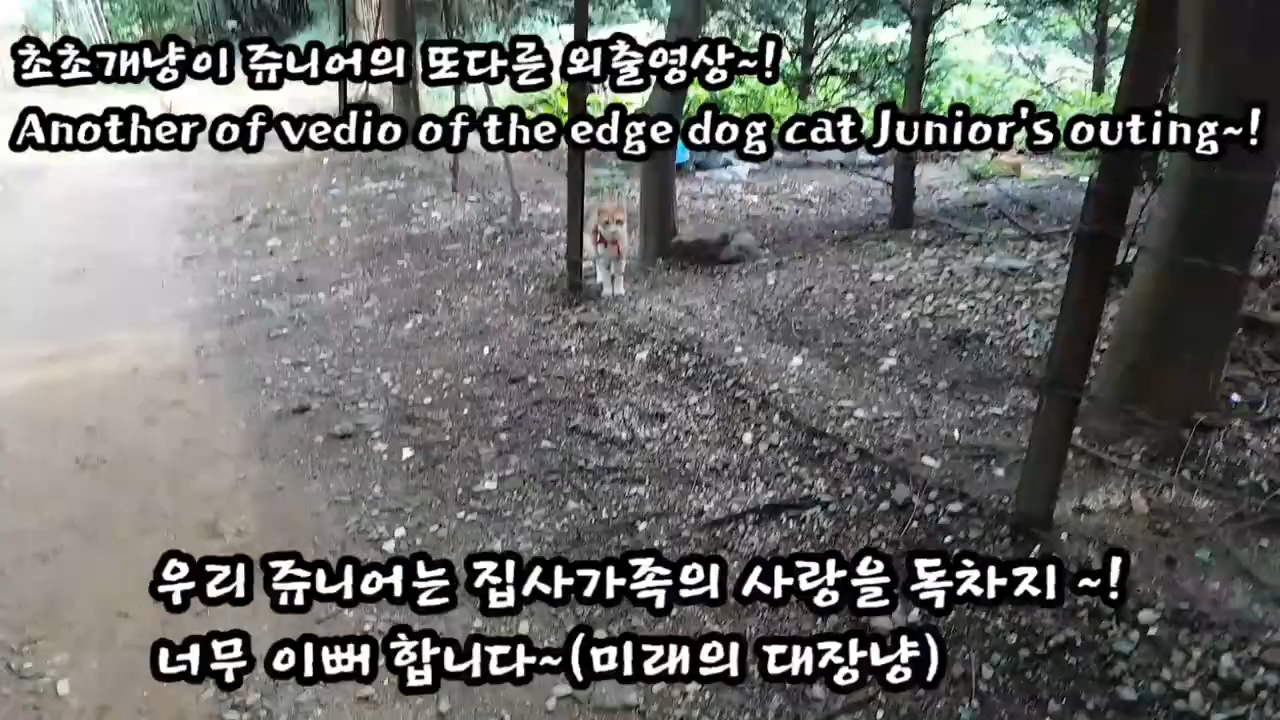 초초개냥이 쥬니어의 또다른 외출영상~!
Another of vedio of the edge dog cat Junior's outing~!
우리 쥬니어는 집사가족의 사랑을 독차지 ~!
너무 이뻐 합니다~(미래의 대장냥)